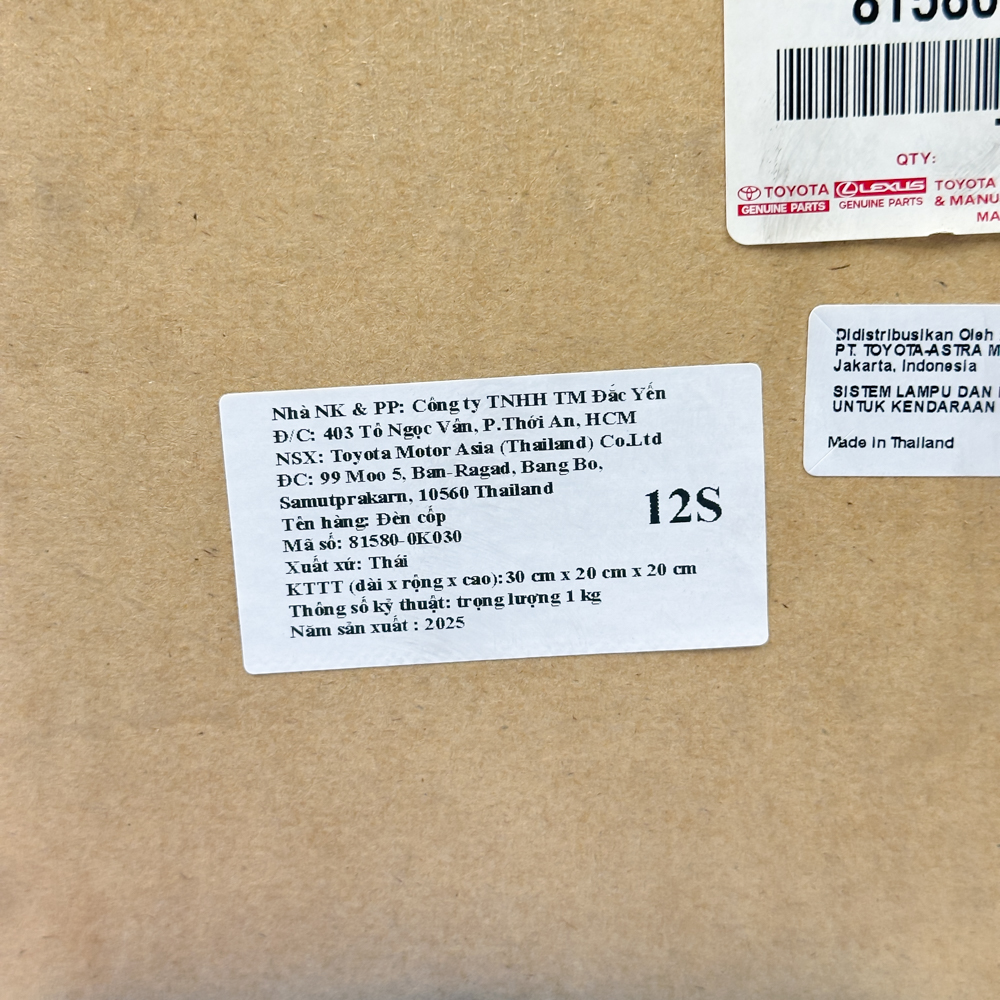 81580
QTY:
TOYOTA
GENUINE PARTS
LEXUS
GENUINE PARTS
TOYOTA
& MANU
MA
Didistribusikan Oleh
PT. TOYOTA-ASTRA M
Jakarta, Indonesia
SISTEM LAMPU DAN
UNTUK KENDARAAN
Made in Thailand
Nhà NK & PP: Công ty TNHH TM Đắc Yến
Đ/C: 403 Tô Ngọc Vân, P.Thới An, HCM
NSX: Toyota Motor Asia (Thailand) Co.Ltd
ĐC: 99 Moo 5, Ban-Ragad, Bang Bo,
Samutprakarn, 10560 Thailand
Tên hàng: Đèn cốp
12S
Mã số: 81580-0K030
Xuất xứ: Thái
KTTT (dài x rộng x cao): 30 cm x 20 cm x 20 cm
Thông số kỹ thuật: trọng lượng 1 kg
Năm sản xuất : 2025